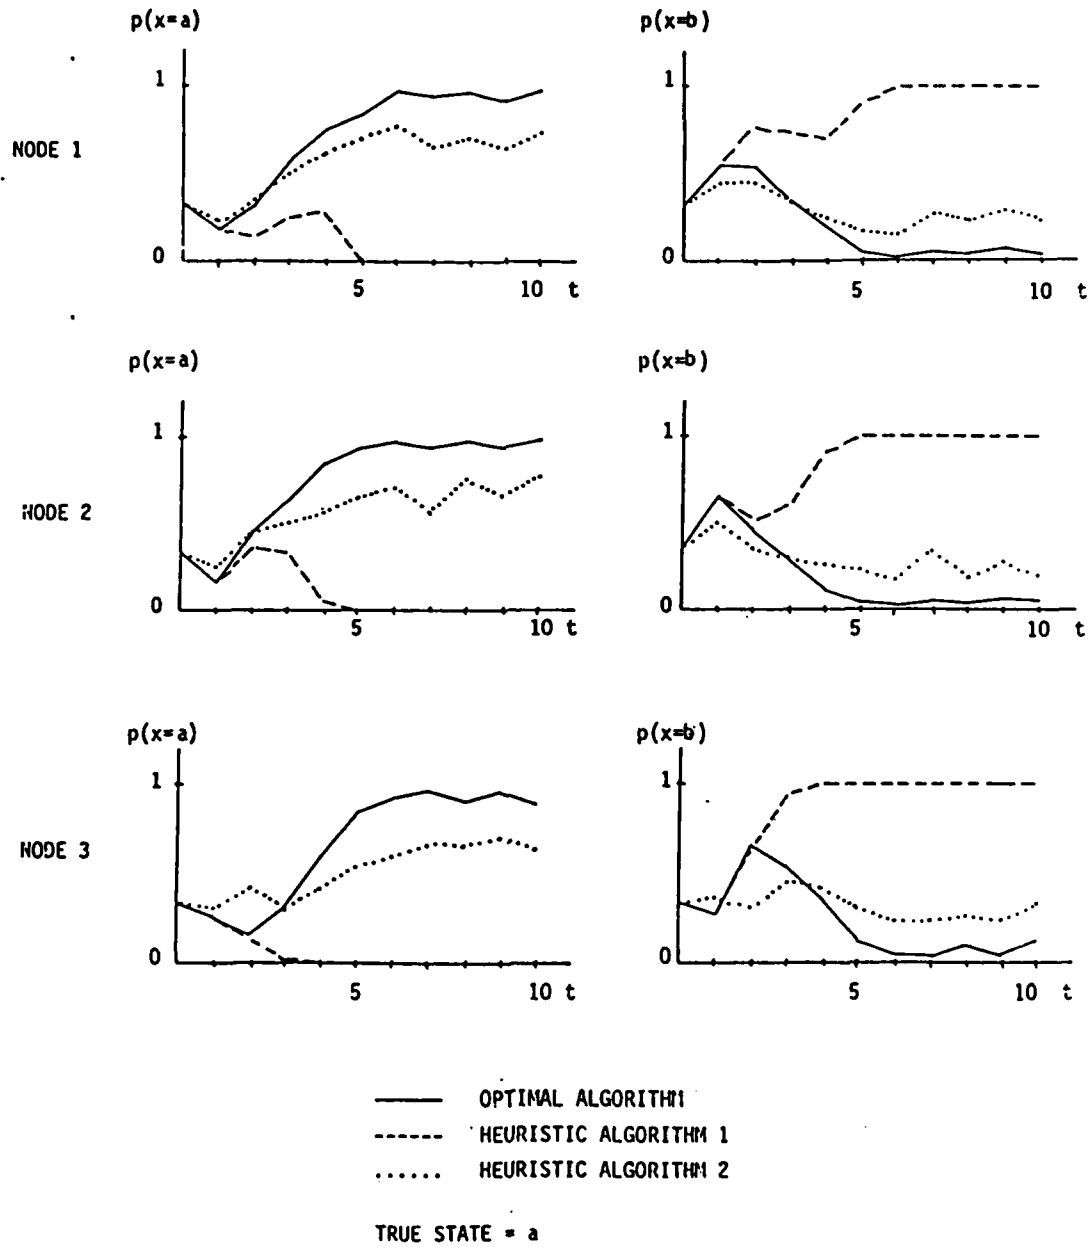 p(x=a) p(x=b)
1 1
NODE 1
0 0
5 10 t 5 10 t
p(x=a) p(x=b)
1 1
NODE 2
0 0
5 10 t 5 10 t
p(x=a) p(x=b)
1 1
NODE 3
0 0
5 10 t 5 10 t
OPTIMAL ALGORITHM
HEURISTIC ALGORITHM 1
HEURISTIC ALGORITHM 2
TRUE STATE = a